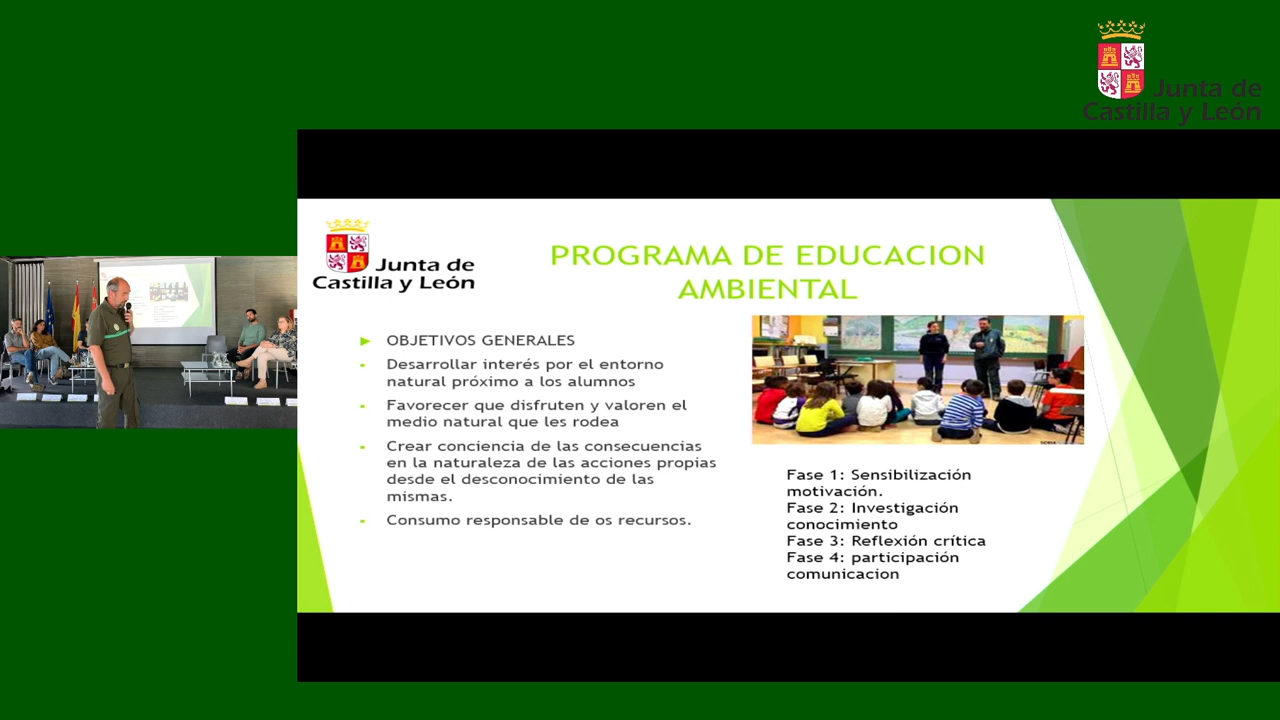 Junta de
Castilla y León
Junta de
Castilla y León
PROGRAMA DE EDUCACION
AMBIENTAL
OBJETIVOS GENERALES
- Desarrollar interés por el entorno
natural próximo a los alumnos
- Favorecer que disfruten y valoren el
medio natural que les rodea
- Crear conciencia de las consecuencias
en la naturaleza de las acciones propias
desde el desconocimiento de las
mismas.
- Consumo responsable de os recursos.
Fase 1: Sensibilización
motivación.
Fase 2: Investigación
conocimiento
Fase 3: Reflexión crítica
Fase 4: participación
comunicacion